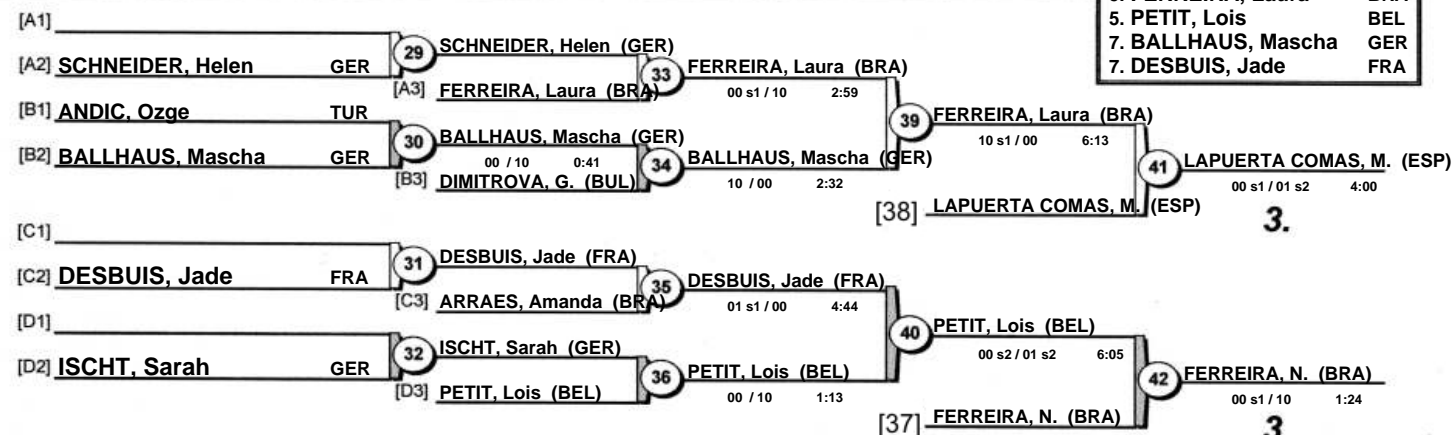 5. PETIT, Lois BEL
7. BALLHAUS, Mascha GER
7. DESBUIS, Jade FRA
[A1]
29 SCHNEIDER, Helen (GER)
[A2] SCHNEIDER, Helen GER
33 FERREIRA, Laura (BRA)
[A3] FERREIRA, Laura (BRA)
00 s1 / 10 2:59
[B1] ANDIC, Ozge TUR
39 FERREIRA, Laura (BRA)
30 BALLHAUS, Mascha (GER)
10 s1 / 00 6:13
[B2] BALLHAUS, Mascha GER
00 / 10 0:41
34 BALLHAUS, Mascha (GER)
41 LAPUERTA COMAS, M. (ESP)
[B3] DIMITROVA, G. (BUL)
10 / 00 2:32
00 s1 / 01 s2 4:00
[38] LAPUERTA COMAS, M. (ESP)
3.
[C1]
31 DESBUIS, Jade (FRA)
[C2] DESBUIS, Jade FRA
35 DESBUIS, Jade (FRA)
[C3] ARRAES, Amanda (BRA)
01 s1 / 00 4:44
[D1]
40 PETIT, Lois (BEL)
32 ISCHT, Sarah (GER)
00 s2 / 01 s2 6:05
[D2] ISCHT, Sarah GER
36 PETIT, Lois (BEL)
42 FERREIRA, N. (BRA)
[D3] PETIT, Lois (BEL)
00 / 10 1:13
00 s1 / 10 1:24
[37] FERREIRA, N. (BRA)
3